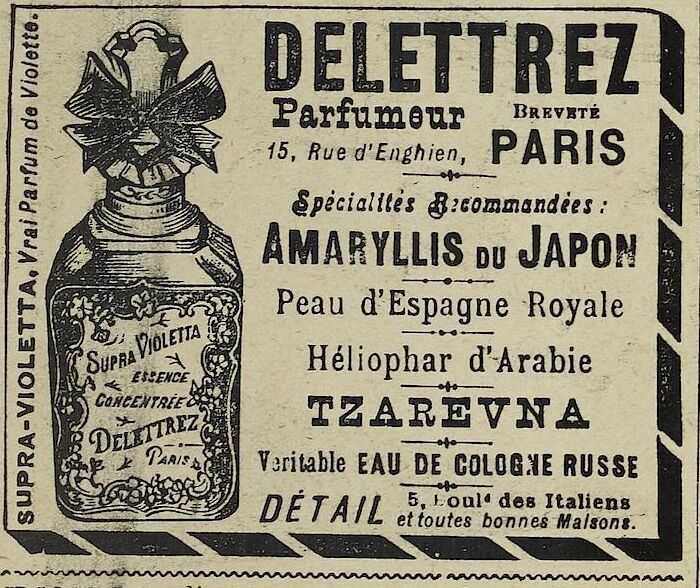 SUPRA-VIOLETTA, Vrai Parfum de Violette.
SUPRA VIOLETTA
ESSENCE
CONCENTRÉE
DELETTREZ
PARIS
DELETTREZ
Parfumeur BREVETÉ
15, Rue d'Enghien, PARIS
Spécialités Recommandées :
AMARYLLIS DU JAPON
Peau d'Espagne Royale
Héliophar d'Arabie
TZAREVNA
Veritable EAU DE COLOGNE RUSSE
DÉTAIL 5, Boulᵈ des Italiens
et toutes bonnes Maisons.